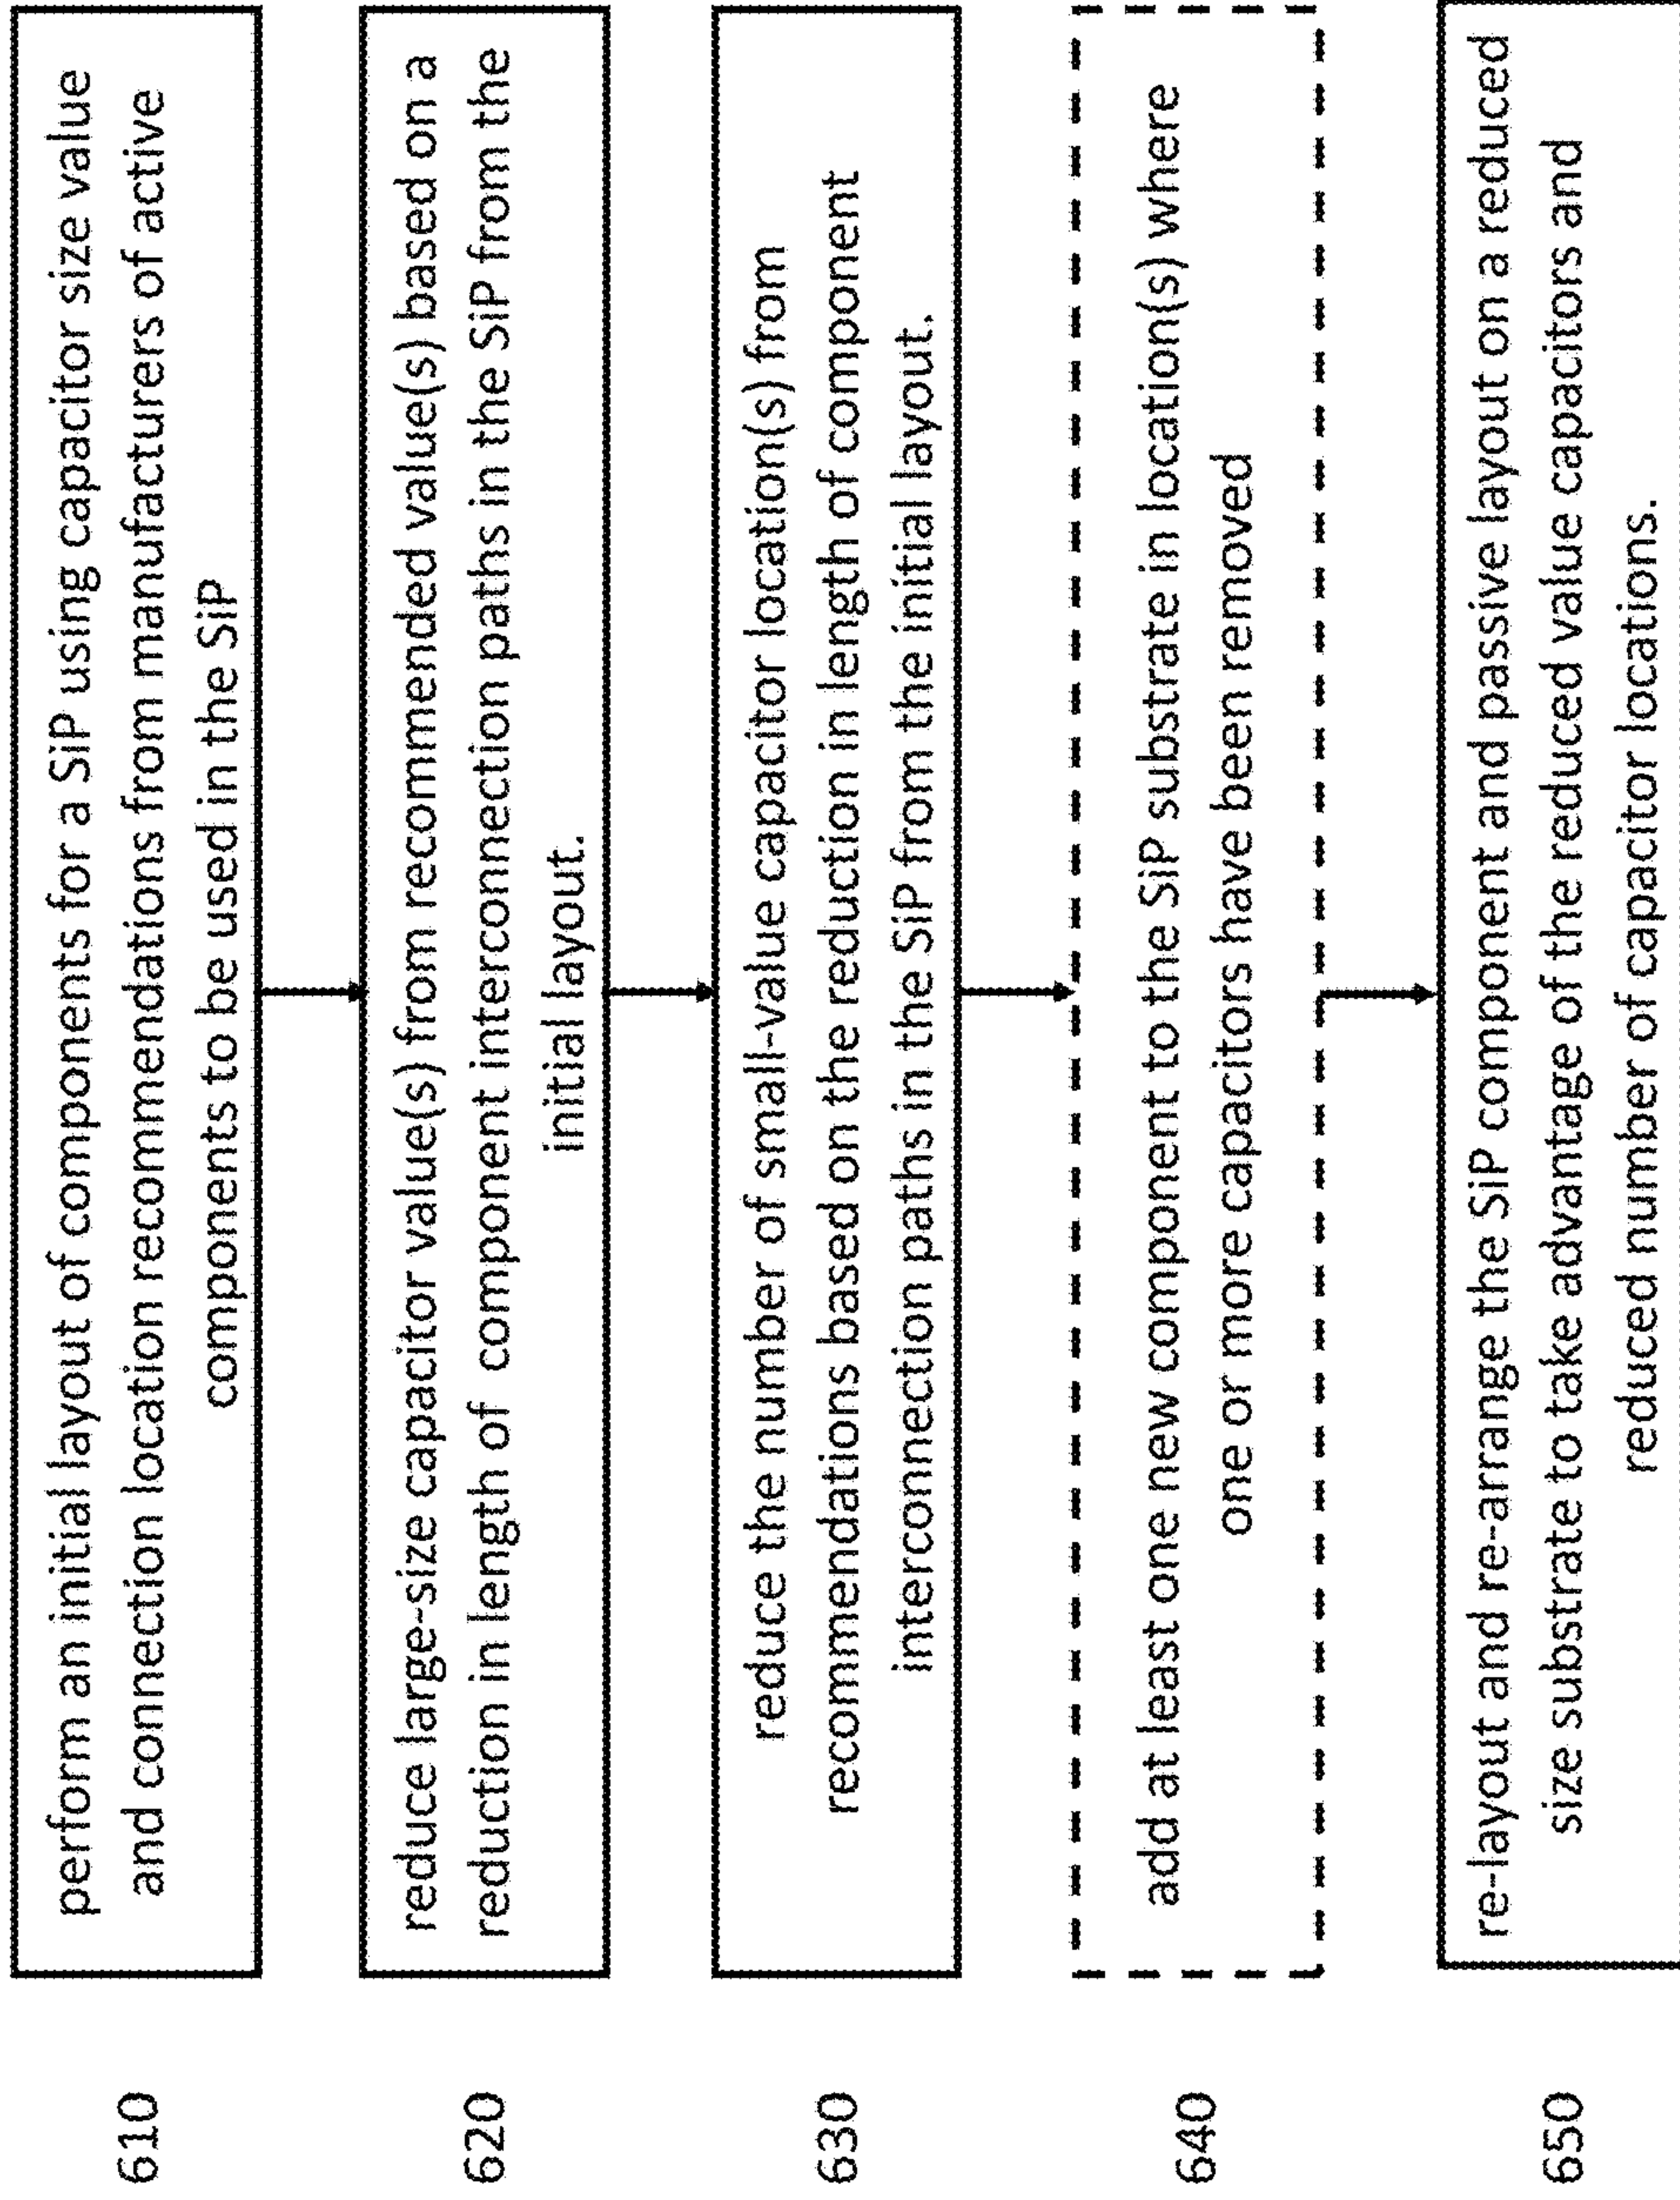 610
perform an initial layout of components for a SiP using capacitor size value
and connection location recommendations from manufacturers of active
components to be used in the SiP
620
reduce large-size capacitor value(s) from recommended value(s) based on a
reduction in length of component interconnection paths in the SiP from the
initial layout.
630
reduce the number of small-value capacitor location(s) from
recommendations based on the reduction in length of component
interconnection paths in the SiP from the initial layout.
640
add at least one new component to the SiP substrate in location(s) where
one or more capacitors have been removed
650
re-layout and re-arrange the SiP component and passive layout on a reduced
size substrate to take advantage of the reduced value capacitors and
reduced number of capacitor locations.